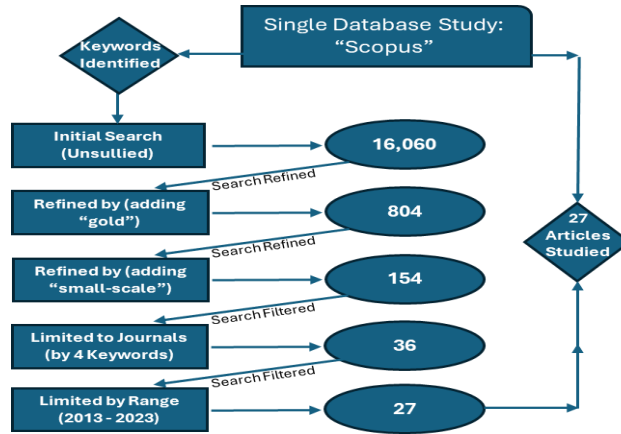 Single Database Study:
“Scopus”
Keywords
Identified
Initial Search
(Unsullied)
16,060
Search Refined
Refined by (adding
“gold”)
804
Search Refined
Refined by (adding
“small-scale”)
154
Search Filtered
Limited to Journals
(by 4 Keywords)
36
Search Filtered
Limited by Range
(2013 - 2023)
27
27
Articles
Studied